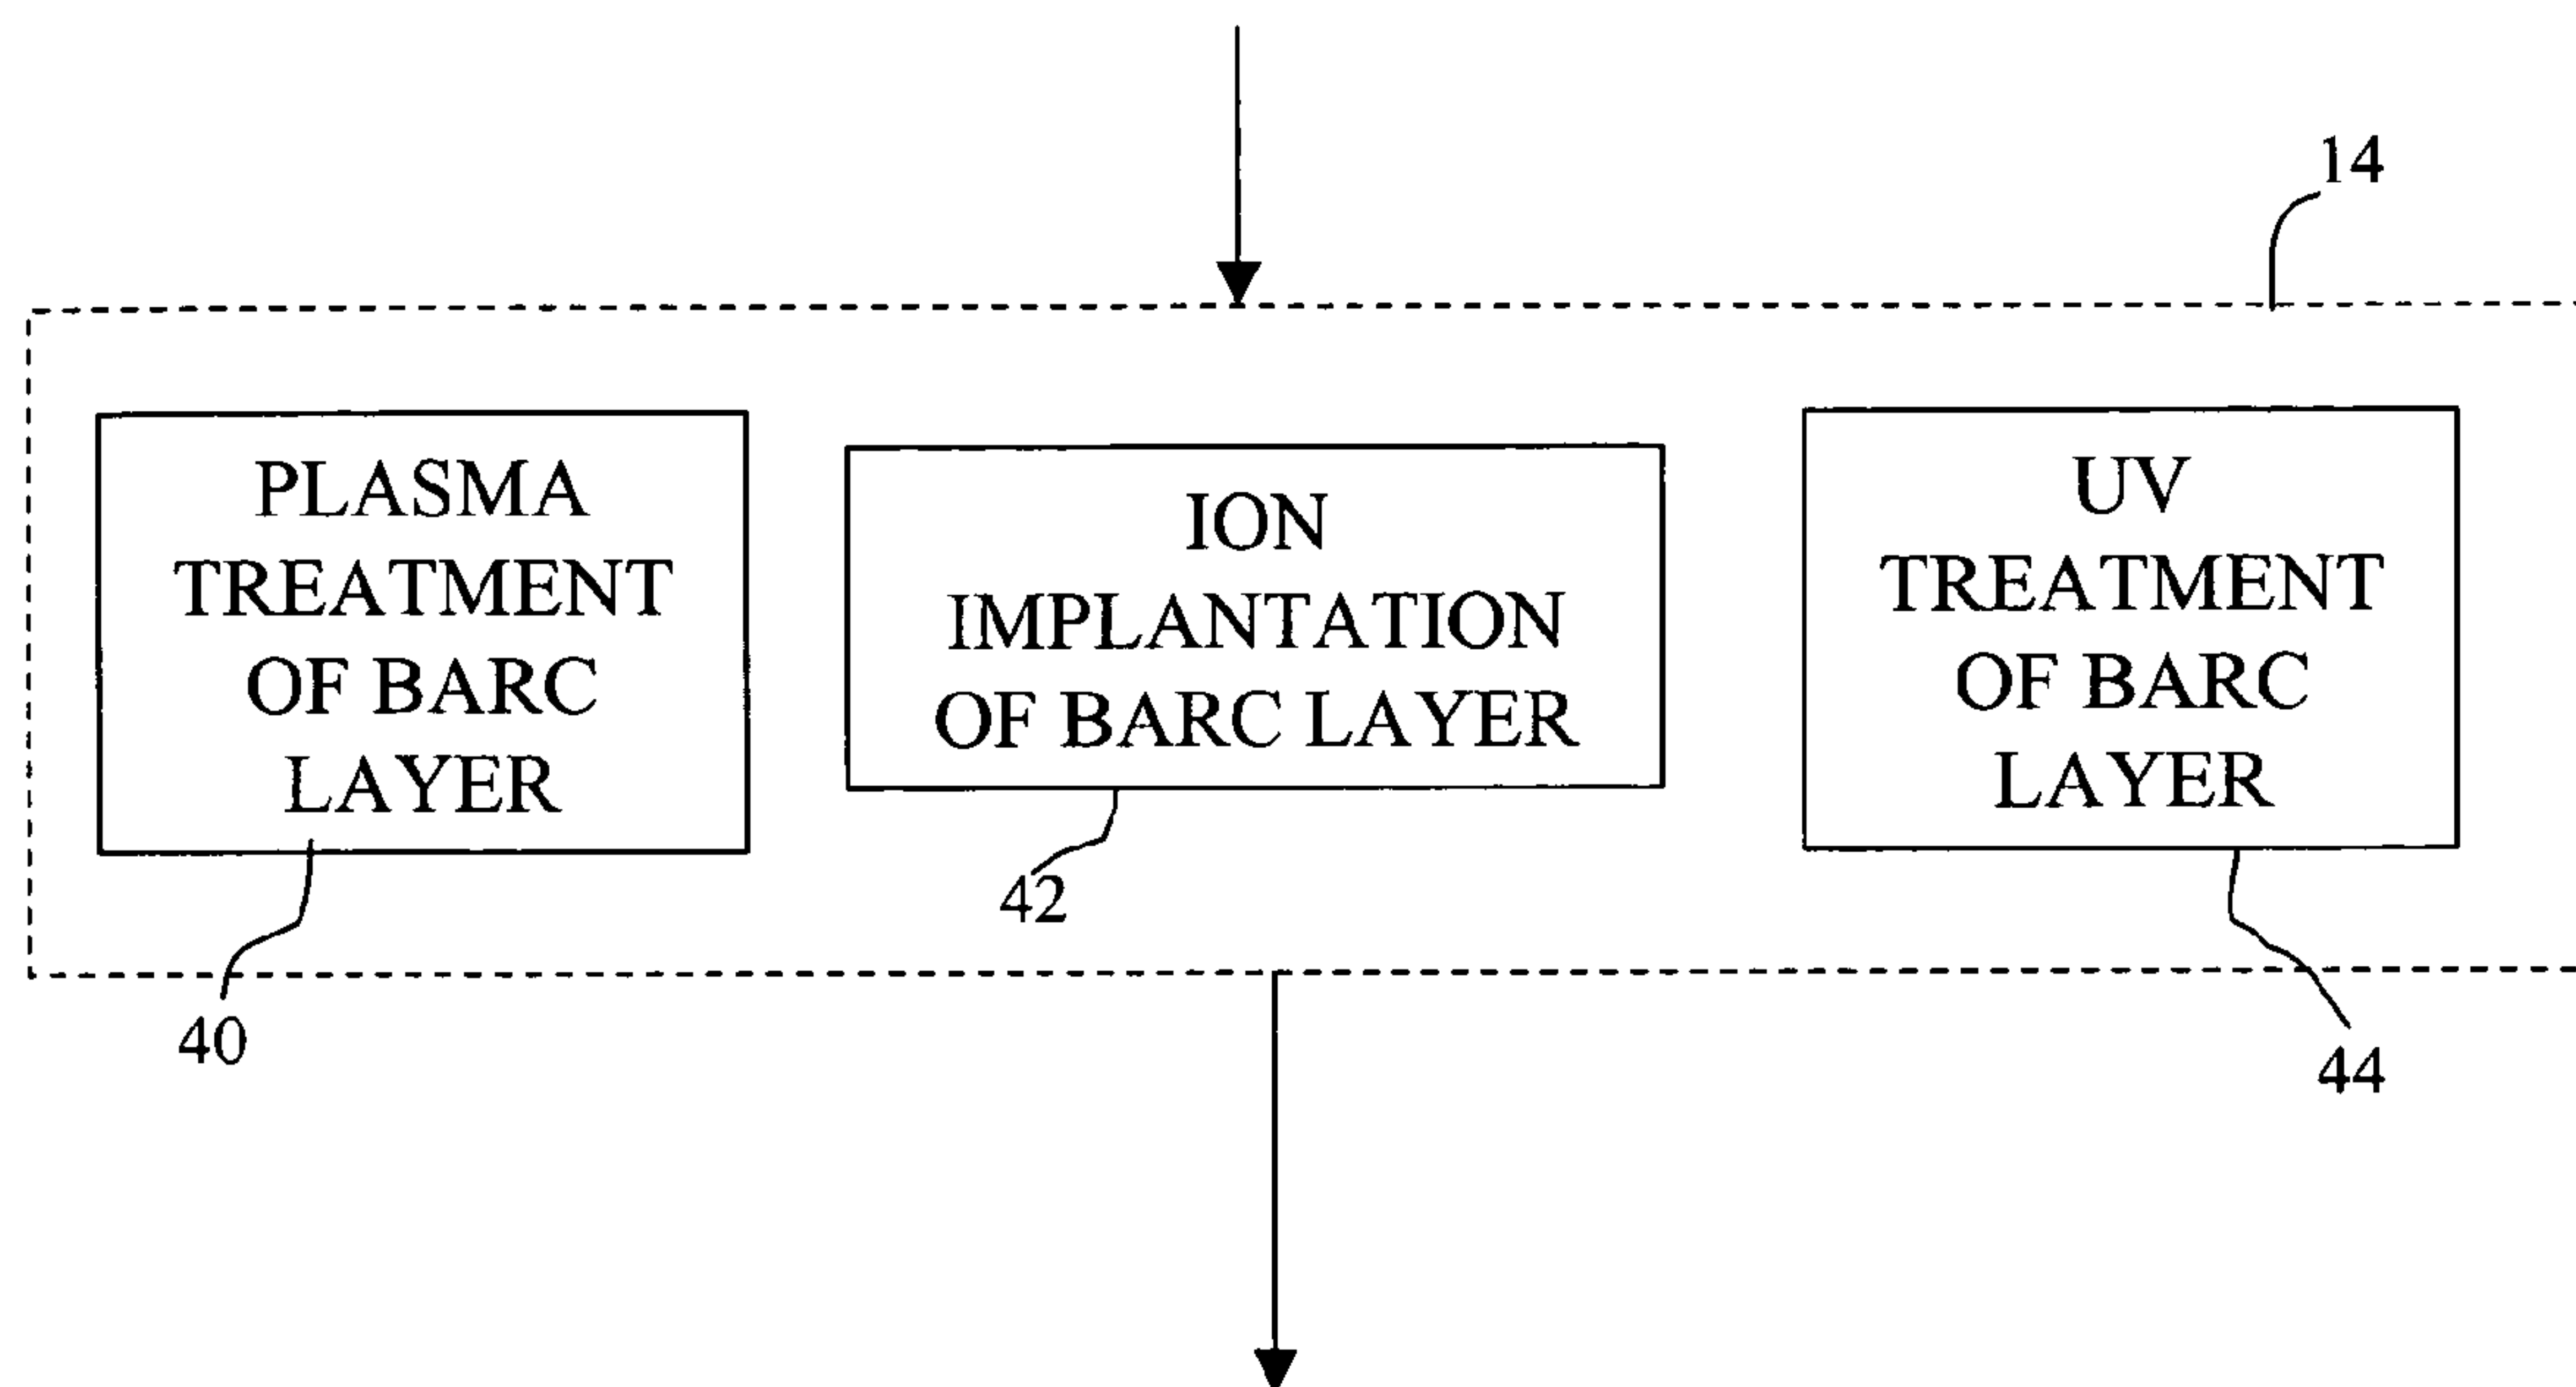 14
PLASMA
TREATMENT
OF BARC
LAYER
ION
IMPLANTATION
OF BARC LAYER
UV
TREATMENT
OF BARC
LAYER
42
40
44